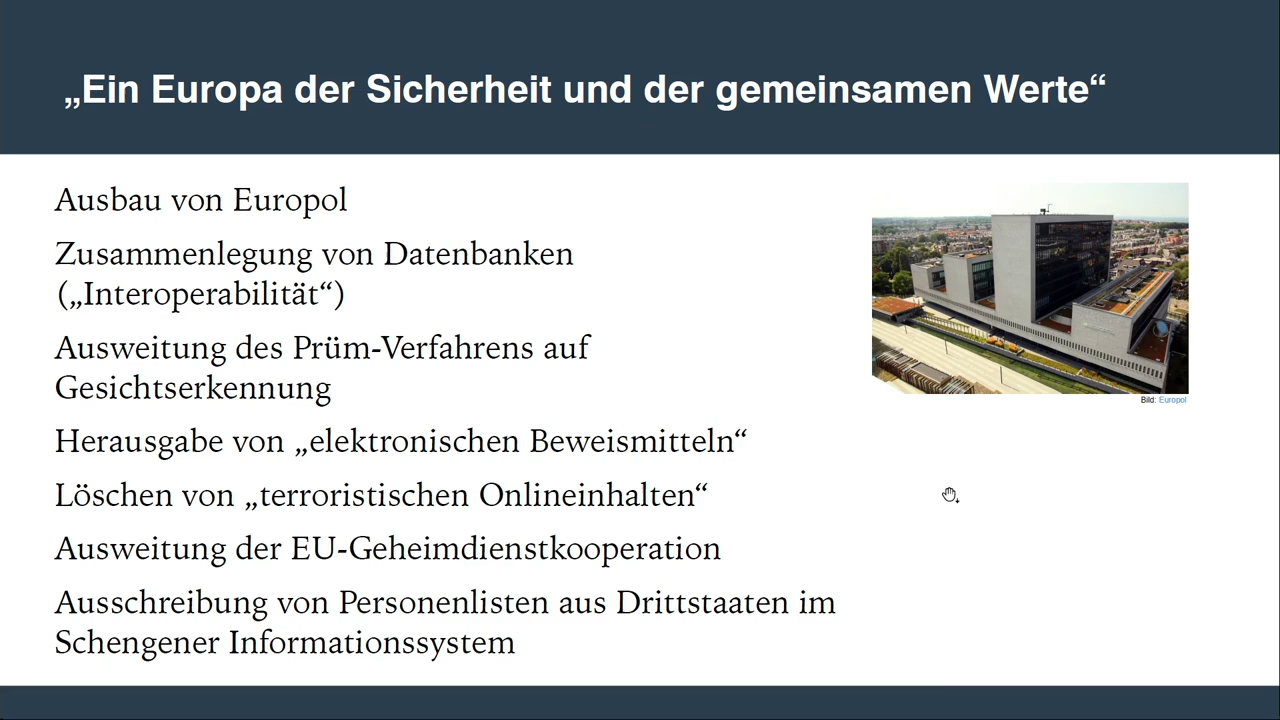 „Ein Europa der Sicherheit und der gemeinsamen Werte“
Ausbau von Europol
Zusammenlegung von Datenbanken
(„Interoperabilität“)
Ausweitung des Prüm-Verfahrens auf
Gesichtserkennung
Herausgabe von „elektronischen Beweismitteln“
Löschen von „terroristischen Onlineinhalten“
Ausweitung der EU-Geheimdienstkooperation
Ausschreibung von Personenlisten aus Drittstaaten im
Schengener Informationssystem
Bild: Europol